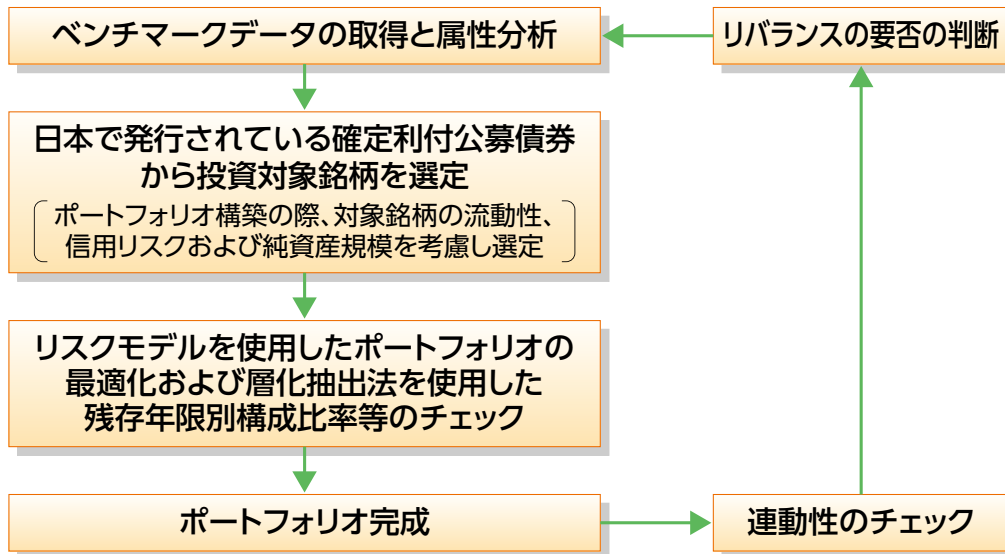 ベンチマークデータの取得と属性分析
リバランスの要否の判断
日本で発行されている確定利付公募債券
から投資対象銘柄を選定
ポートフォリオ構築の際、対象銘柄の流動性、
信用リスクおよび純資産規模を考慮し選定
リスクモデルを使用したポートフォリオの
最適化および層化抽出法を使用した
残存年限別構成比率等のチェック
ポートフォリオ完成
連動性のチェック